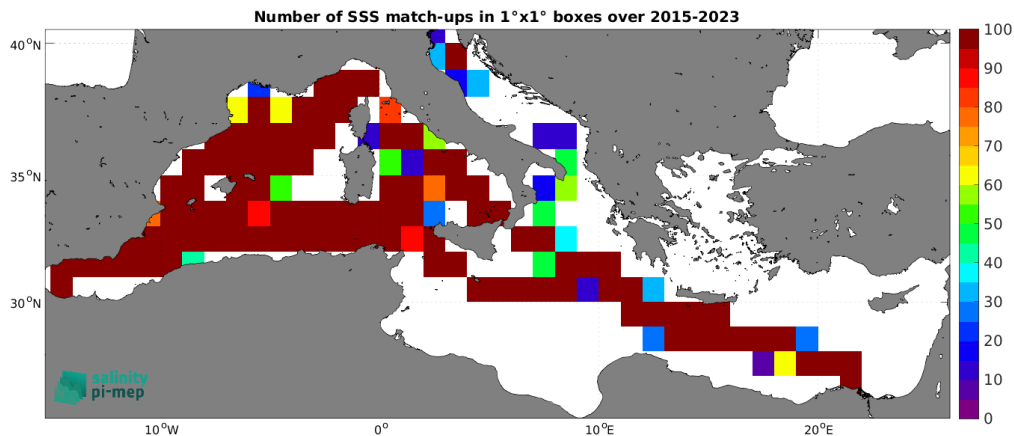 Number of SSS match-ups in 1°x1° boxes over 2015-2023
40°N
35°N
30°N
10°W
0°
10°E
20°E
100
90
80
70
60
50
40
30
20
10
0
salinity
pi-mep